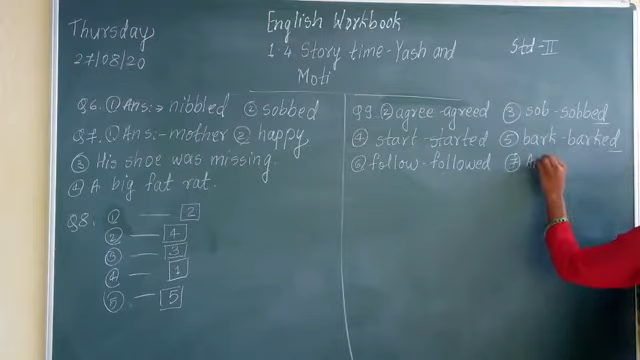 Thursday
27/08/20
English Workbook
1.4 Story time-Yash and
Moti
Std-II
Q6. ① Ans:-> nibbled ② sobbed
Q7. ① Ans:- mother ② happy
③ His shoe was missing.
④ A big fat rat.
Q8. ① — 2
② — 4
③ — 3
④ — 1
⑤ — 5
Q9 ② agree-agreed ③ sob-sobbed
④ start-started ⑤ bark-barked
⑥ follow-followed ⑦